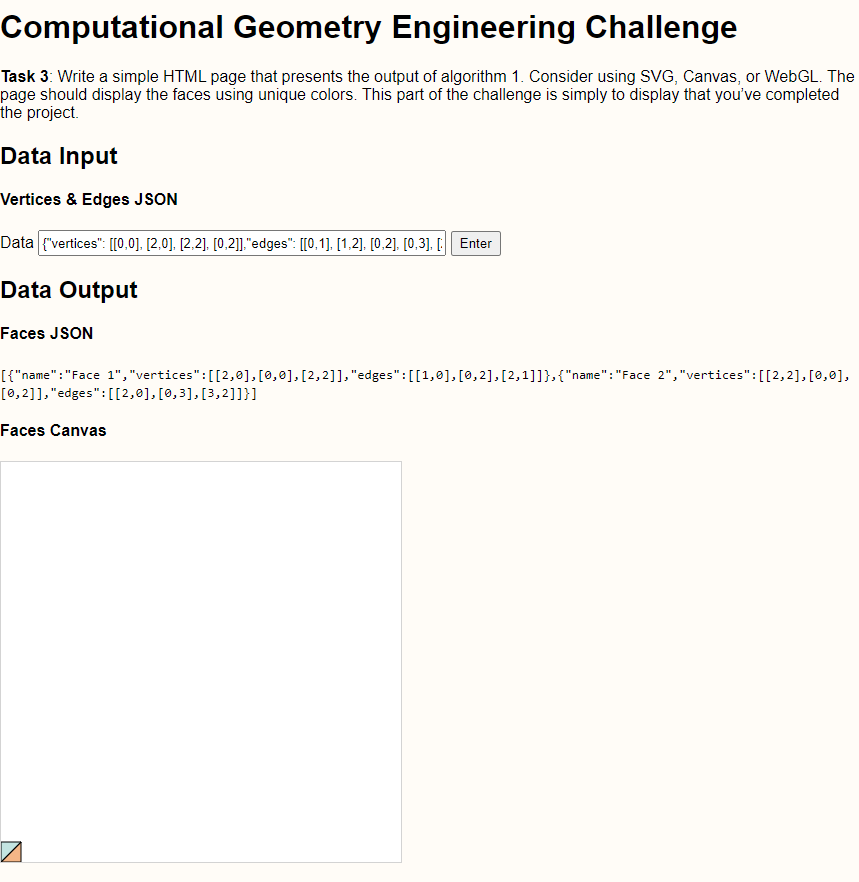 Computational Geometry Engineering Challenge
Task 3: Write a simple HTML page that presents the output of algorithm 1. Consider using SVG, Canvas, or WebGL. The
page should display the faces using unique colors. This part of the challenge is simply to display that you've completed
the project.
Data Input
Vertices & Edges JSON
Data {"vertices": [[0,0], [2,0], [2,2], [0,2]],"edges": [[0,1], [1,2], [0,2], [0,3], [ Enter
Data Output
Faces JSON
[{"name":"Face 1","vertices":[[2,0],[0,0],[2,2]],"edges":[[1,0],[0,2],[2,1]]},{"name":"Face 2","vertices":[[2,2],[0,0],
[0,2]],"edges":[[2,0],[0,3],[3,2]]}]
Faces Canvas